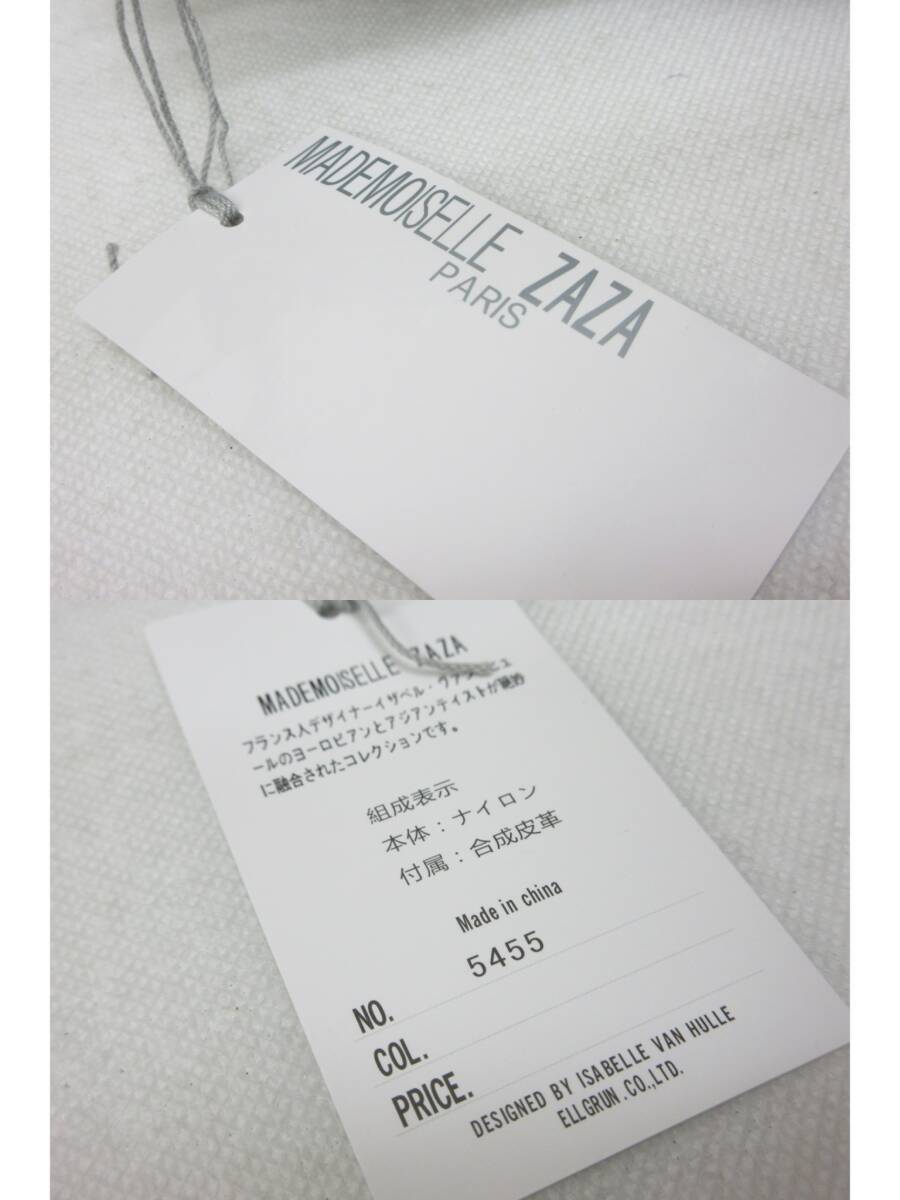 MADEMOISELLE ZAZA
PARIS
MADEMOISELLE ZAZA
フランス人デザイナーイザベル・ヴァン・ヒュ
ールのヨーロピアンとアジアンテイストが絶妙
に融合されたコレクションです。
組成表示
本体：ナイロン
付属：合成皮革
Made in china
NO. 5455
COL.
PRICE.
DESIGNED BY ISABELLE VAN HULLE
ELLGRUN.CO.,LTD.